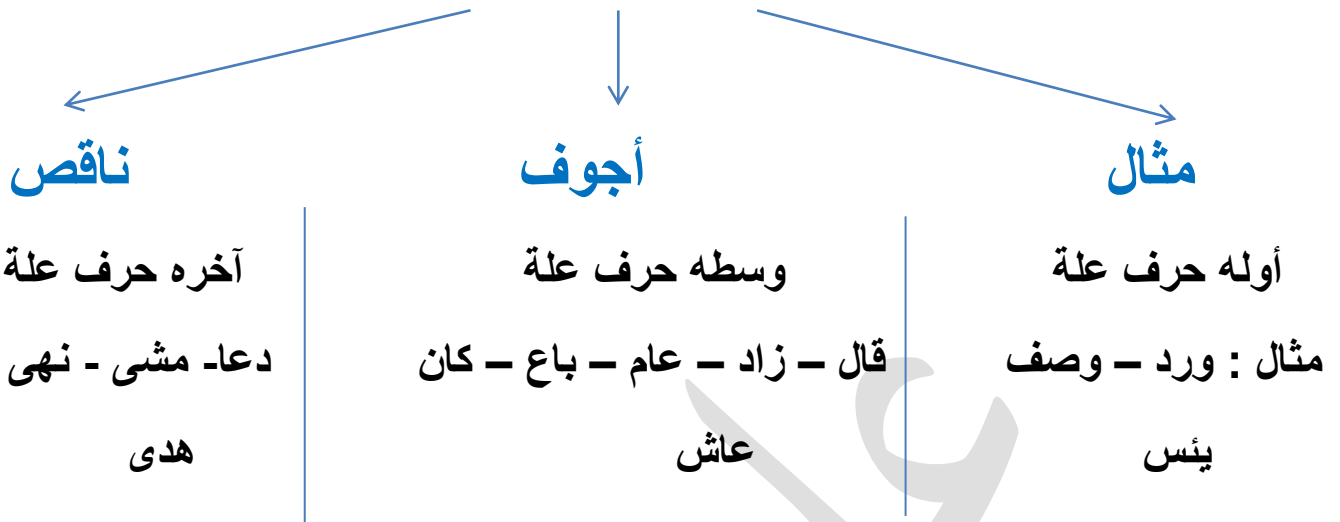 مثال أجوف ناقص
أوله حرف علة وسطه حرف علة آخره حرف علة
مثال : ورد – وصف قال – زاد – عام – باع – كان دعا- مشى - نهى
يئس عاش هدى